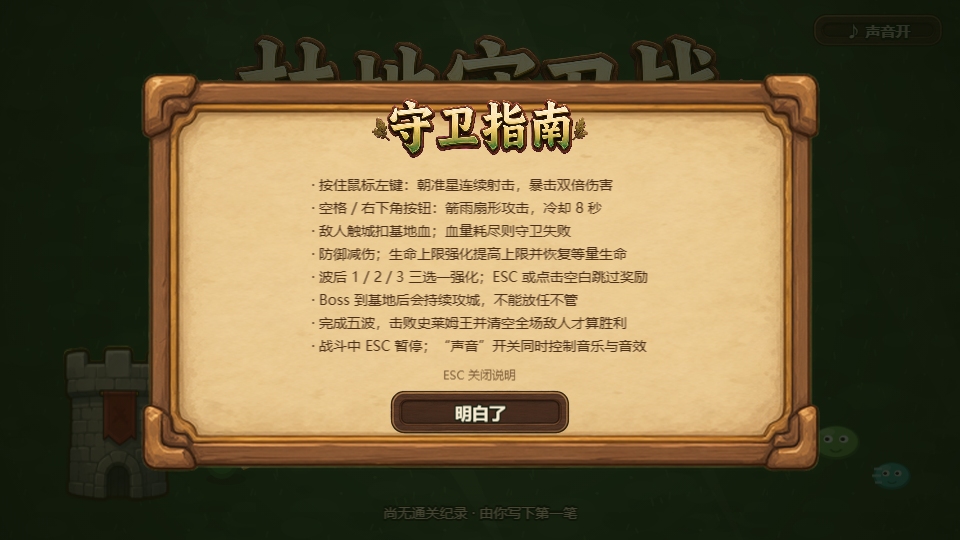 ♪ 声音开
林地守卫战
守卫指南
· 按住鼠标左键：朝准星连续射击，暴击双倍伤害
· 空格 / 右下角按钮：箭雨扇形攻击，冷却 8 秒
· 敌人触城扣基地血；血量耗尽则守卫失败
· 防御减伤；生命上限强化提高上限并恢复等量生命
· 波后 1 / 2 / 3 三选一强化；ESC 或点击空白跳过奖励
· Boss 到基地后会持续攻城，不能放任不管
· 完成五波，击败史莱姆王并清空全场敌人才算胜利
· 战斗中 ESC 暂停；“声音”开关同时控制音乐与音效
ESC 关闭说明
明白了
尚无通关纪录 · 由你写下第一笔